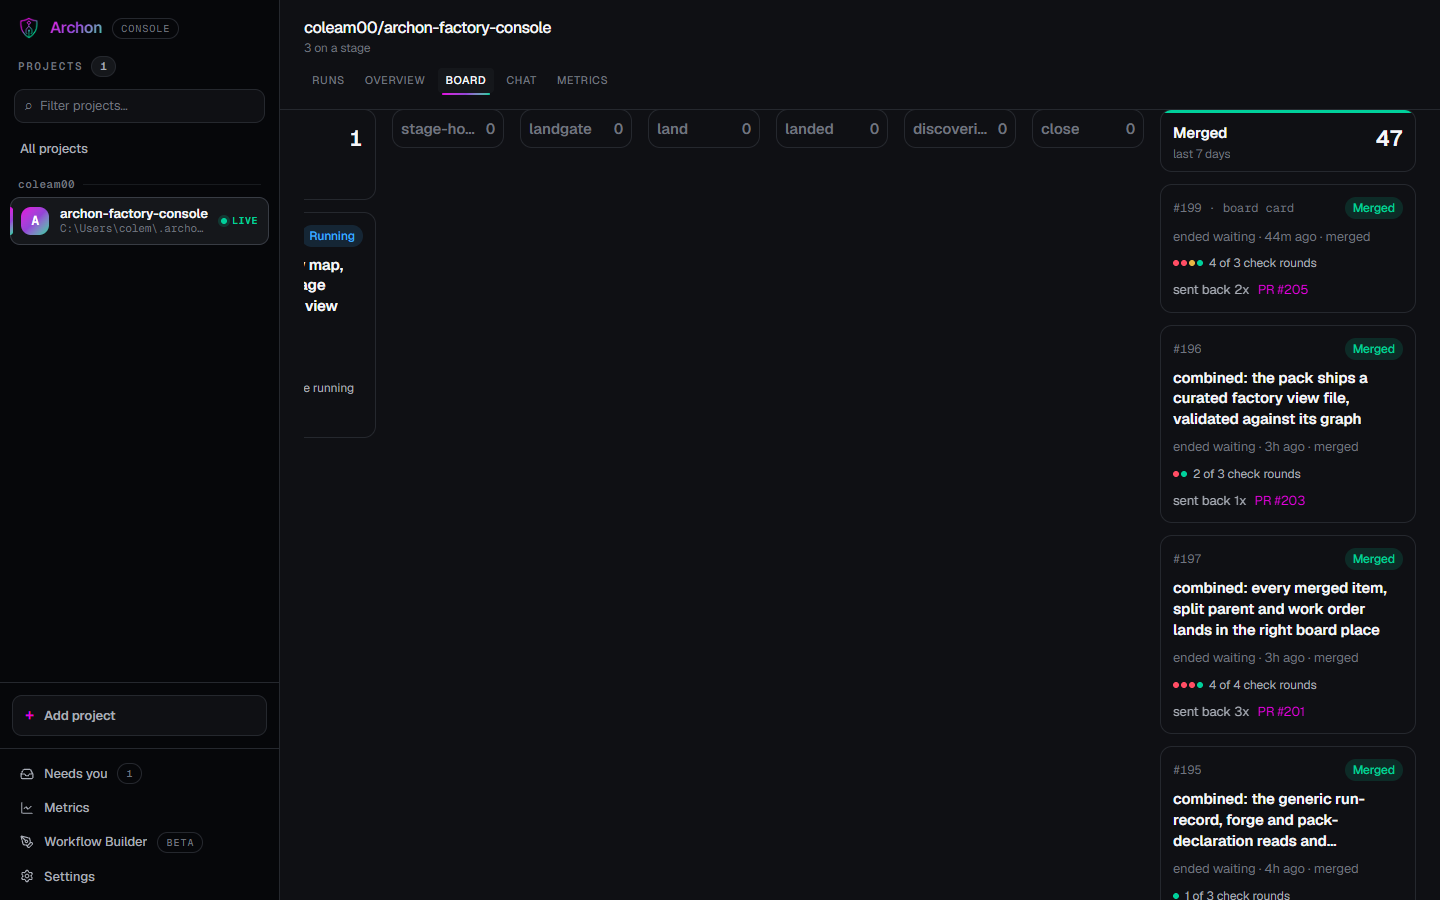 Archon CONSOLE
PROJECTS 1
Filter projects...
All projects
coleam00
A
archon-factory-console
C:\Users\colem\.archo...
LIVE
+ Add project
Needs you 1
Metrics
Workflow Builder BETA
Settings
coleam00/archon-factory-console
3 on a stage
RUNS OVERVIEW BOARD CHAT METRICS
1
Running
map,
age
view
e running
stage-ho... 0
landgate 0
land 0
landed 0
discoveri... 0
close 0
Merged 47
last 7 days
#199 · board card Merged
ended waiting · 44m ago · merged
4 of 3 check rounds
sent back 2x PR #205
#196 Merged
combined: the pack ships a
curated factory view file,
validated against its graph
ended waiting · 3h ago · merged
2 of 3 check rounds
sent back 1x PR #203
#197 Merged
combined: every merged item,
split parent and work order
lands in the right board place
ended waiting · 3h ago · merged
4 of 4 check rounds
sent back 3x PR #201
#195 Merged
combined: the generic run-
record, forge and pack-
declaration reads and...
ended waiting · 4h ago · merged
1 of 3 check rounds